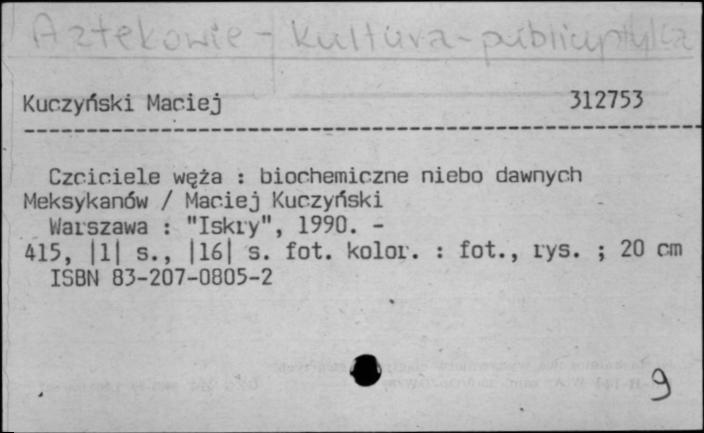 Aztekowie - kultura - publicystyka
Kuczyński Maciej 312753
Czciciele węża : biochemiczne niebo dawnych
Meksykanów / Maciej Kuczyński
Warszawa : "Iskry", 1990. -
415, |1| s., |16| s. fot. kolor. : fot., rys. ; 20 cm
ISBN 83-207-0805-2
9